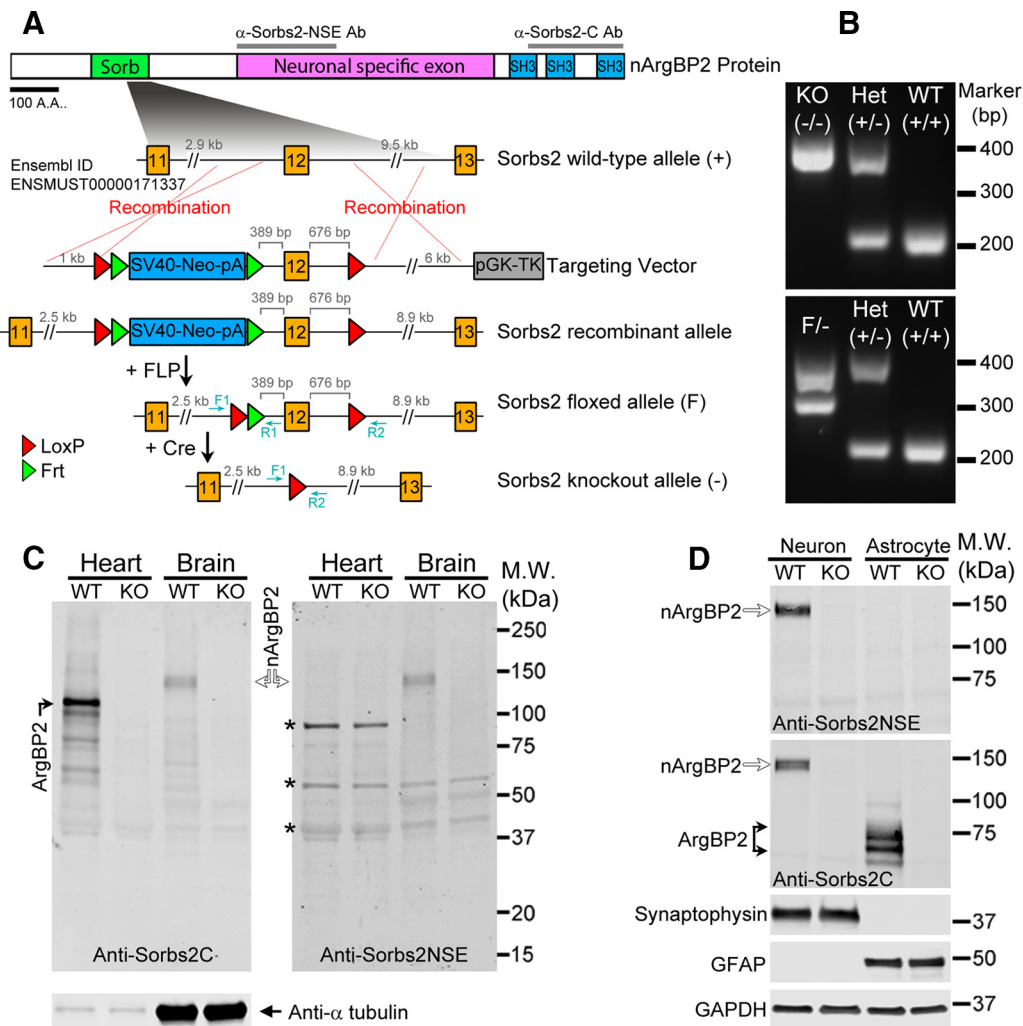 A
α-Sorbs2-NSE Ab
α-Sorbs2-C Ab
Sorb
Neuronal specific exon
SH3
SH3
SH3
nArgBP2 Protein
100 A.A..
Ensembl ID
ENSMUST00000171337
11
2.9 kb
//
12
9.5 kb
//
13
Sorbs2 wild-type allele (+)
Recombination
Recombination
1 kb
SV40-Neo-pA
389 bp
12
676 bp
//
6 kb
pGK-TK
Targeting Vector
11
2.5 kb
//
SV40-Neo-pA
389 bp
12
676 bp
8.9 kb
//
13
Sorbs2 recombinant allele
+ FLP
11
2.5 kb
//
F1
389 bp
R1
12
676 bp
R2
8.9 kb
//
13
Sorbs2 floxed allele (F)
+ Cre
LoxP
Frt
11
2.5 kb
//
F1
R2
8.9 kb
//
13
Sorbs2 knockout allele (-)
B
KO
(-/-)
Het
(+/-)
WT
(+/+)
Marker
(bp)
400
300
200
F/-
Het
(+/-)
WT
(+/+)
400
300
200
C
Heart
Brain
WT
KO
WT
KO
ArgBP2
Anti-Sorbs2C
nArgBP2
Heart
Brain
WT
KO
WT
KO
M.W.
(kDa)
250
150
100
75
50
37
20
15
*
*
*
Anti-Sorbs2NSE
Anti-α tubulin
D
Neuron
Astrocyte
WT
KO
WT
KO
M.W.
(kDa)
nArgBP2
150
100
75
Anti-Sorbs2NSE
nArgBP2
ArgBP2
150
100
75
Anti-Sorbs2C
Synaptophysin
37
GFAP
50
GAPDH
37